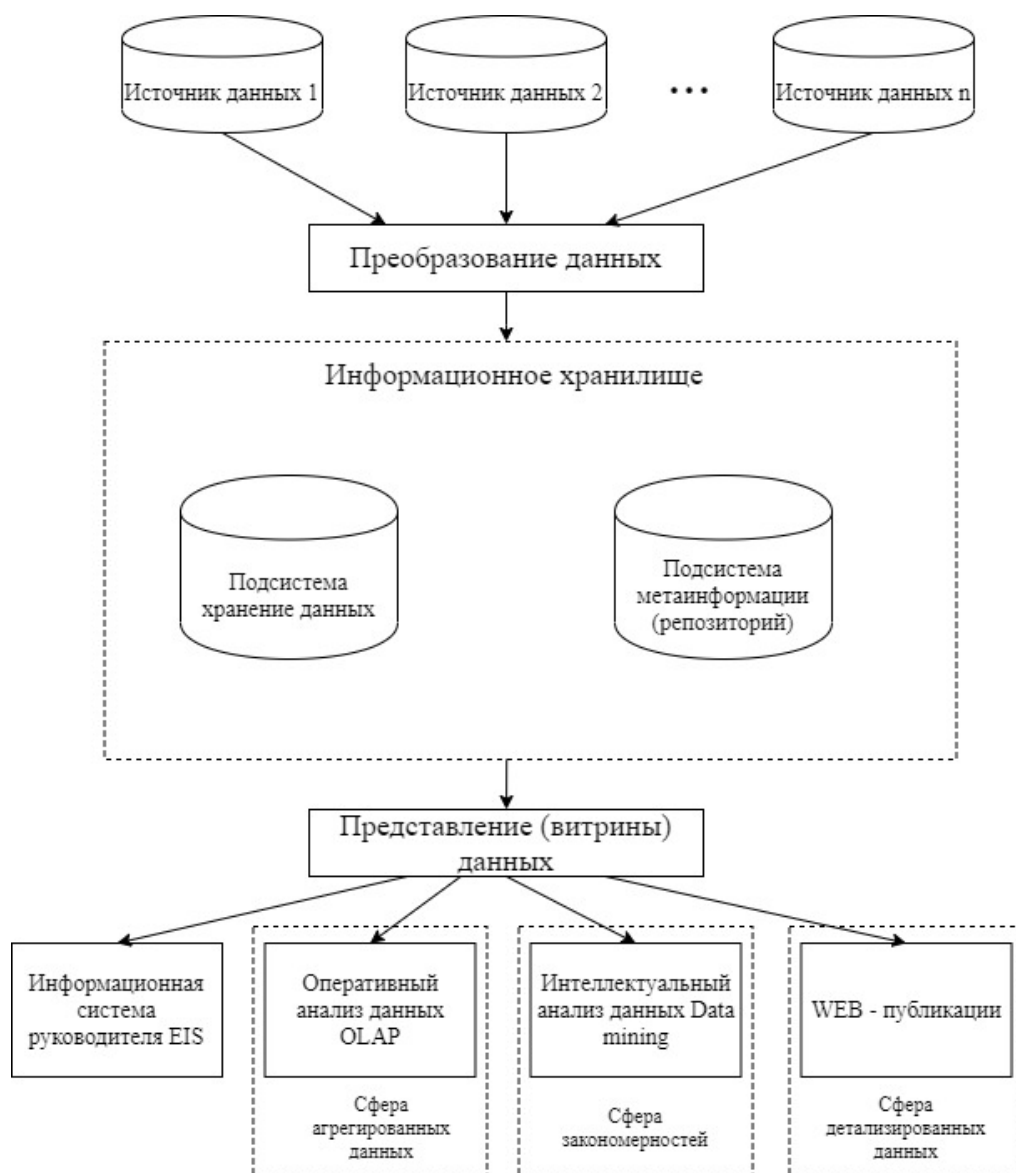 Источник данных 1
Источник данных 2
...
Источник данных n
Преобразование данных
Информационное хранилище
Подсистема
хранение данных
Подсистема
метаинформации
(репозиторий)
Представление (витрины)
данных
Информационная
система
руководителя EIS
Оперативный
анализ данных
OLAP
Интеллектуальный
анализ данных Data
mining
WEB - публикации
Сфера
агрегированных
данных
Сфера
закономерностей
Сфера
детализированных
данных